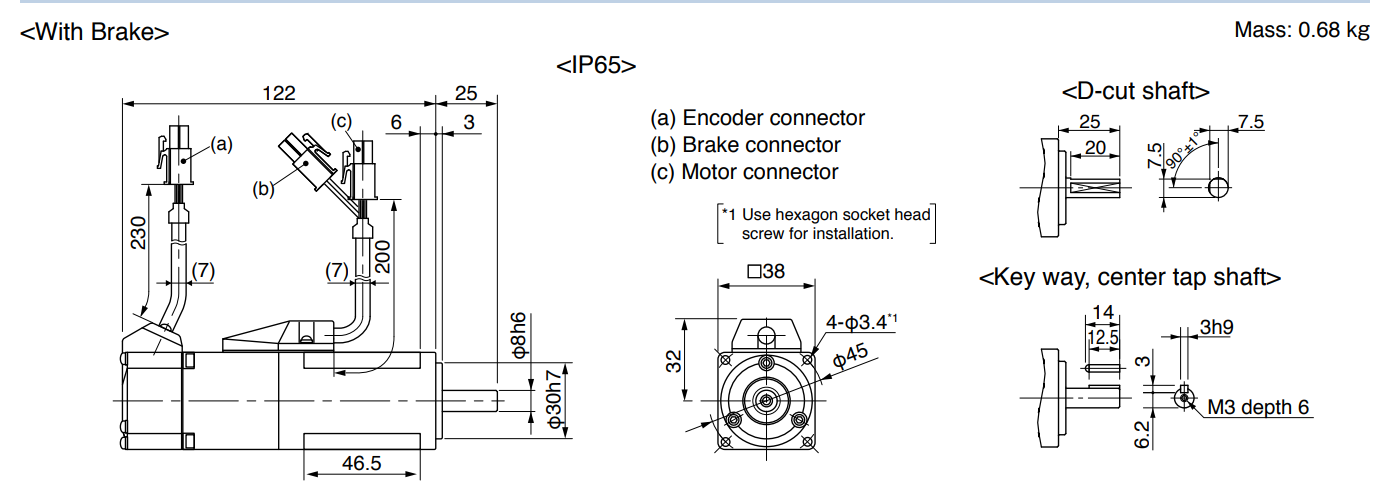 <With Brake>
Mass: 0.68 kg
<IP65>
122
25
6
3
(a)
(b)
(c)
230
(7)
(7)
200
φ8h6
φ30h7
46.5
(a) Encoder connector
(b) Brake connector
(c) Motor connector
*1 Use hexagon socket head
screw for installation.
□38
4-φ3.4*1
φ45
32
<D-cut shaft>
25
20
7.5
90°±1°
7.5
<Key way, center tap shaft>
14
12.5
3h9
3
6.2
M3 depth 6